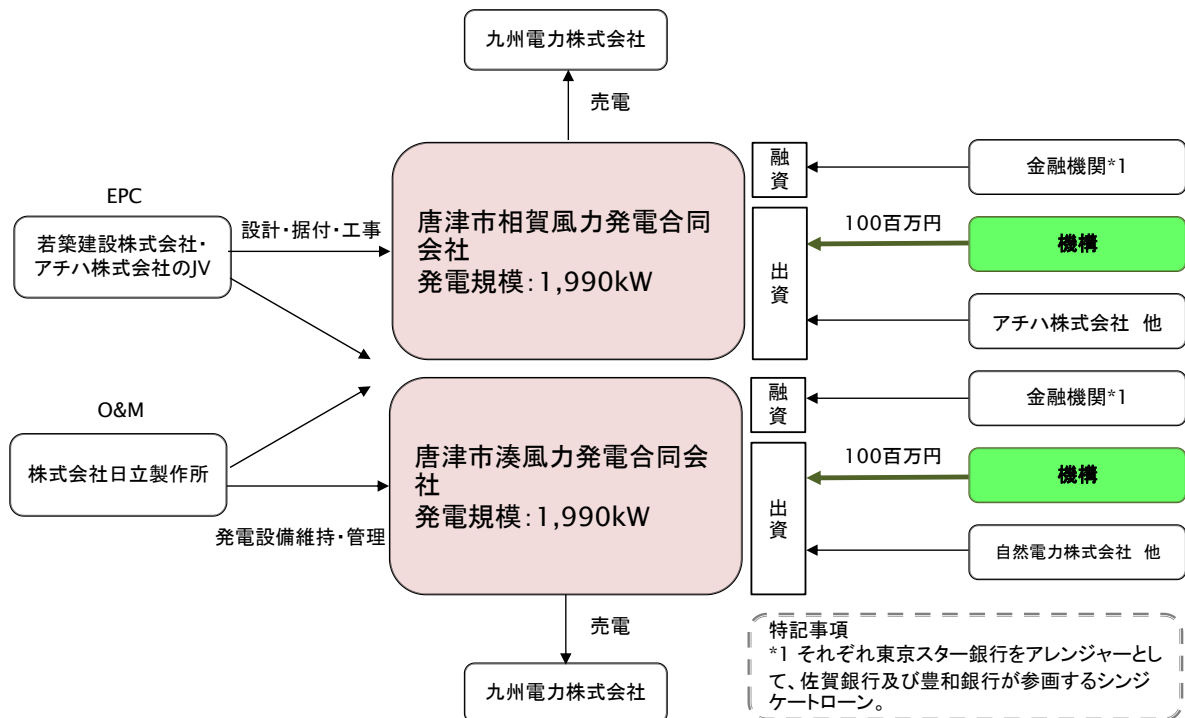 九州電力株式会社
売電
融
資
金融機関*1
EPC
若築建設株式会社・
アチハ株式会社のJV
設計・据付・工事
唐津市相賀風力発電合同
会社
発電規模：1,990kW
出
資
100百万円
機構
アチハ株式会社 他
融
資
金融機関*1
O&M
株式会社日立製作所
発電設備維持・管理
唐津市湊風力発電合同会
社
発電規模：1,990kW
出
資
100百万円
機構
自然電力株式会社 他
売電
九州電力株式会社
特記事項
*1 それぞれ東京スター銀行をアレンジャーとし
て、佐賀銀行及び豊和銀行が参画するシンジ
ケートローン。